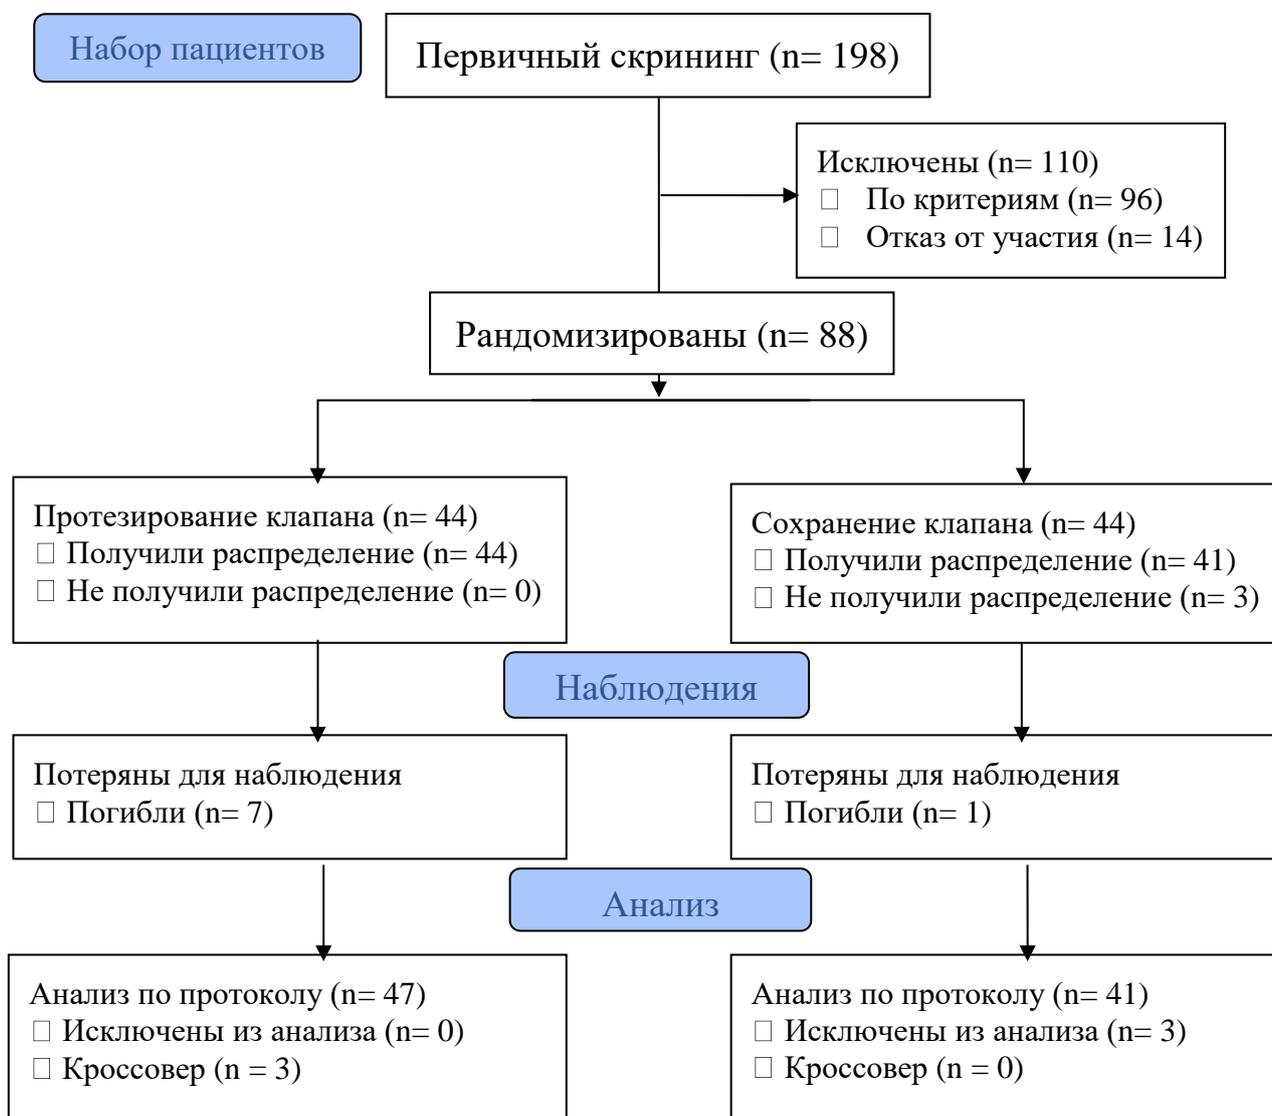 Набор пациентов
Первичный скрининг (n= 198)
Исключены (n= 110)
По критериям (n= 96)
Отказ от участия (n= 14)
Рандомизированы (n= 88)
Протезирование клапана (n= 44)
Получили распределение (n= 44)
Не получили распределение (n= 0)
Сохранение клапана (n= 44)
Получили распределение (n= 41)
Не получили распределение (n= 3)
Наблюдения
Потеряны для наблюдения
Погибли (n= 7)
Потеряны для наблюдения
Погибли (n= 1)
Анализ
Анализ по протоколу (n= 47)
Исключены из анализа (n= 0)
Кроссовер (n = 3)
Анализ по протоколу (n= 41)
Исключены из анализа (n= 3)
Кроссовер (n = 0)